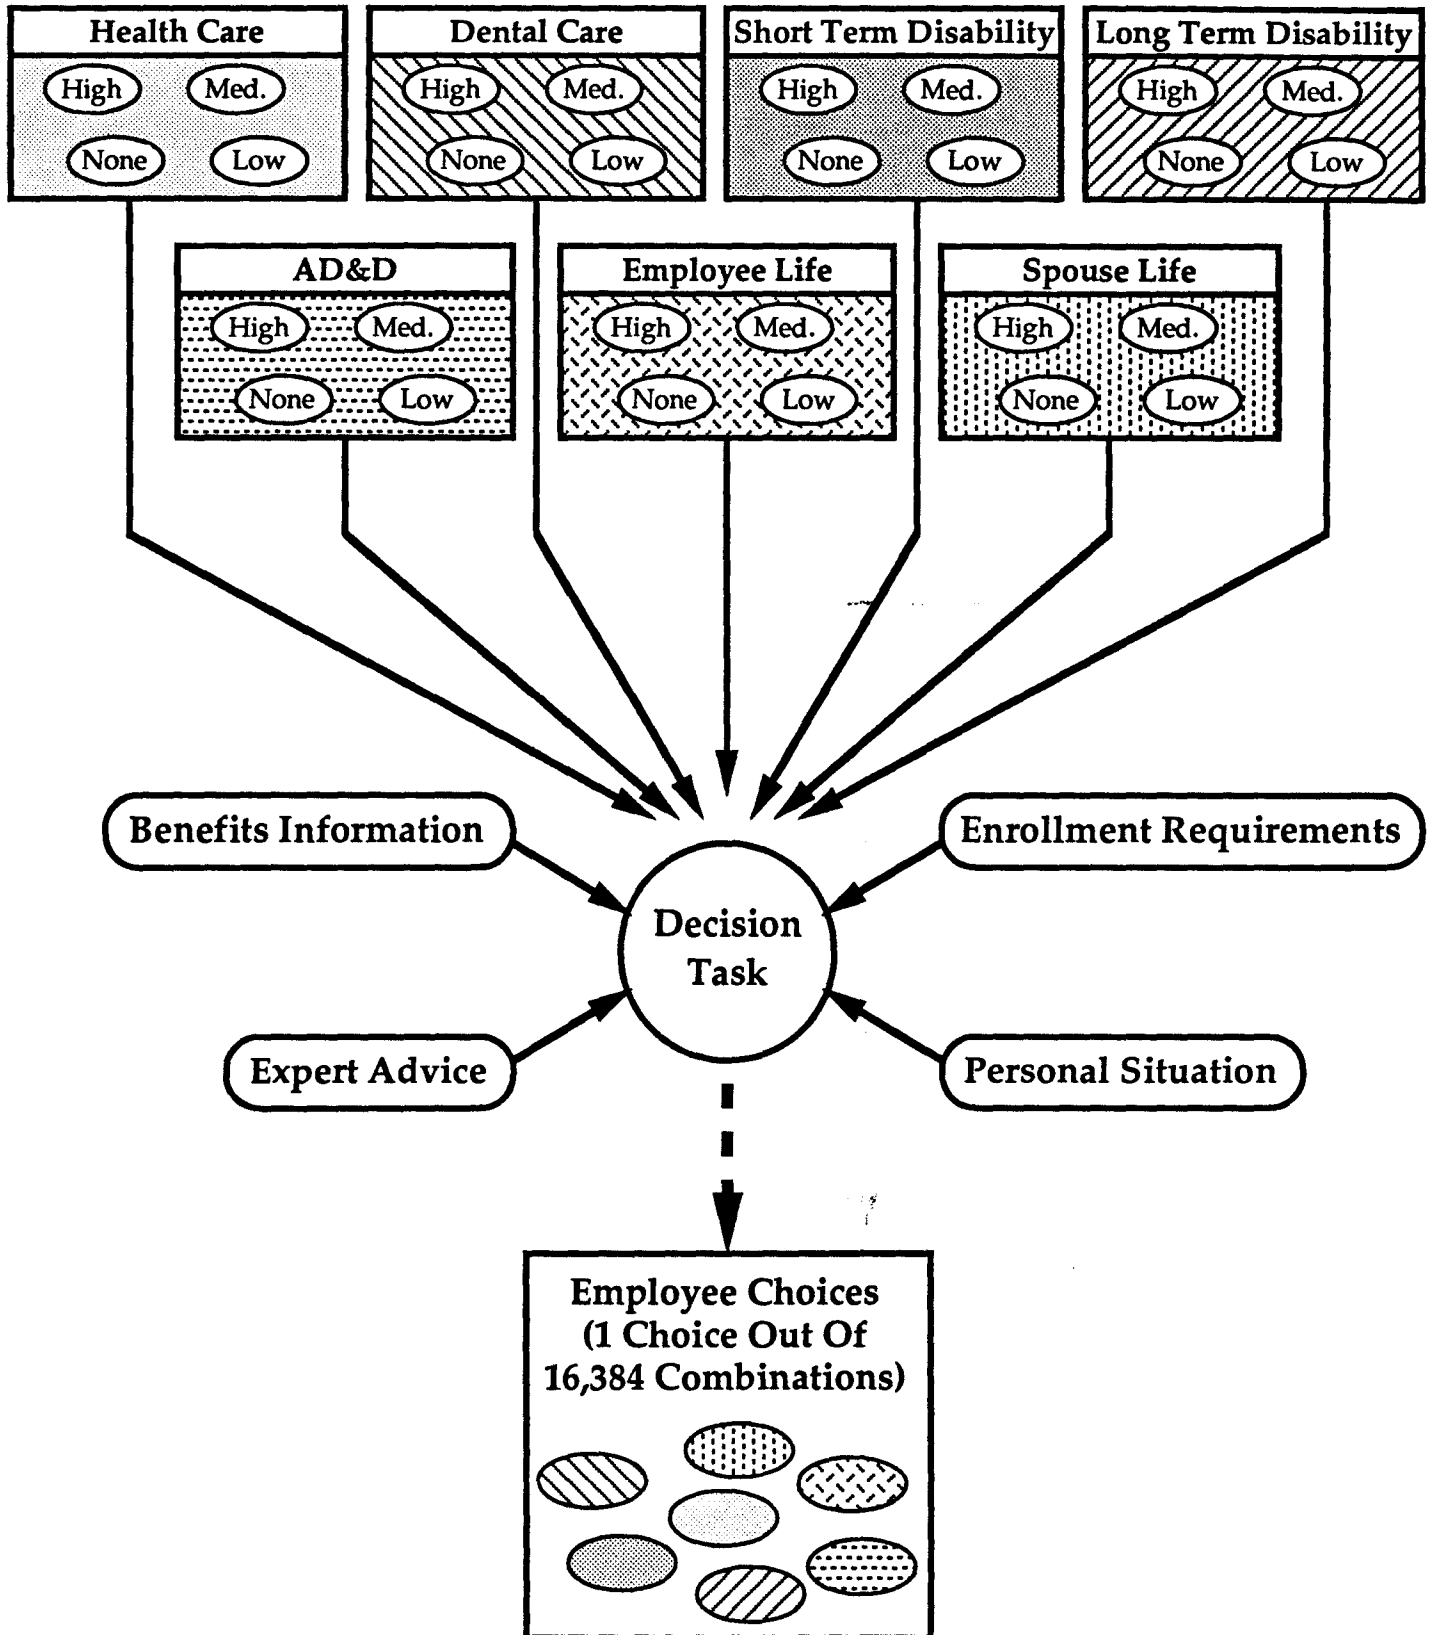 Health Care
High Med.
None Low
Dental Care
High Med.
None Low
Short Term Disability
High Med.
None Low
Long Term Disability
High Med.
None Low
AD&D
High Med.
None Low
Employee Life
High Med.
None Low
Spouse Life
High Med.
None Low
Benefits Information
Enrollment Requirements
Decision
Task
Expert Advice
Personal Situation
Employee Choices
(1 Choice Out Of
16,384 Combinations)